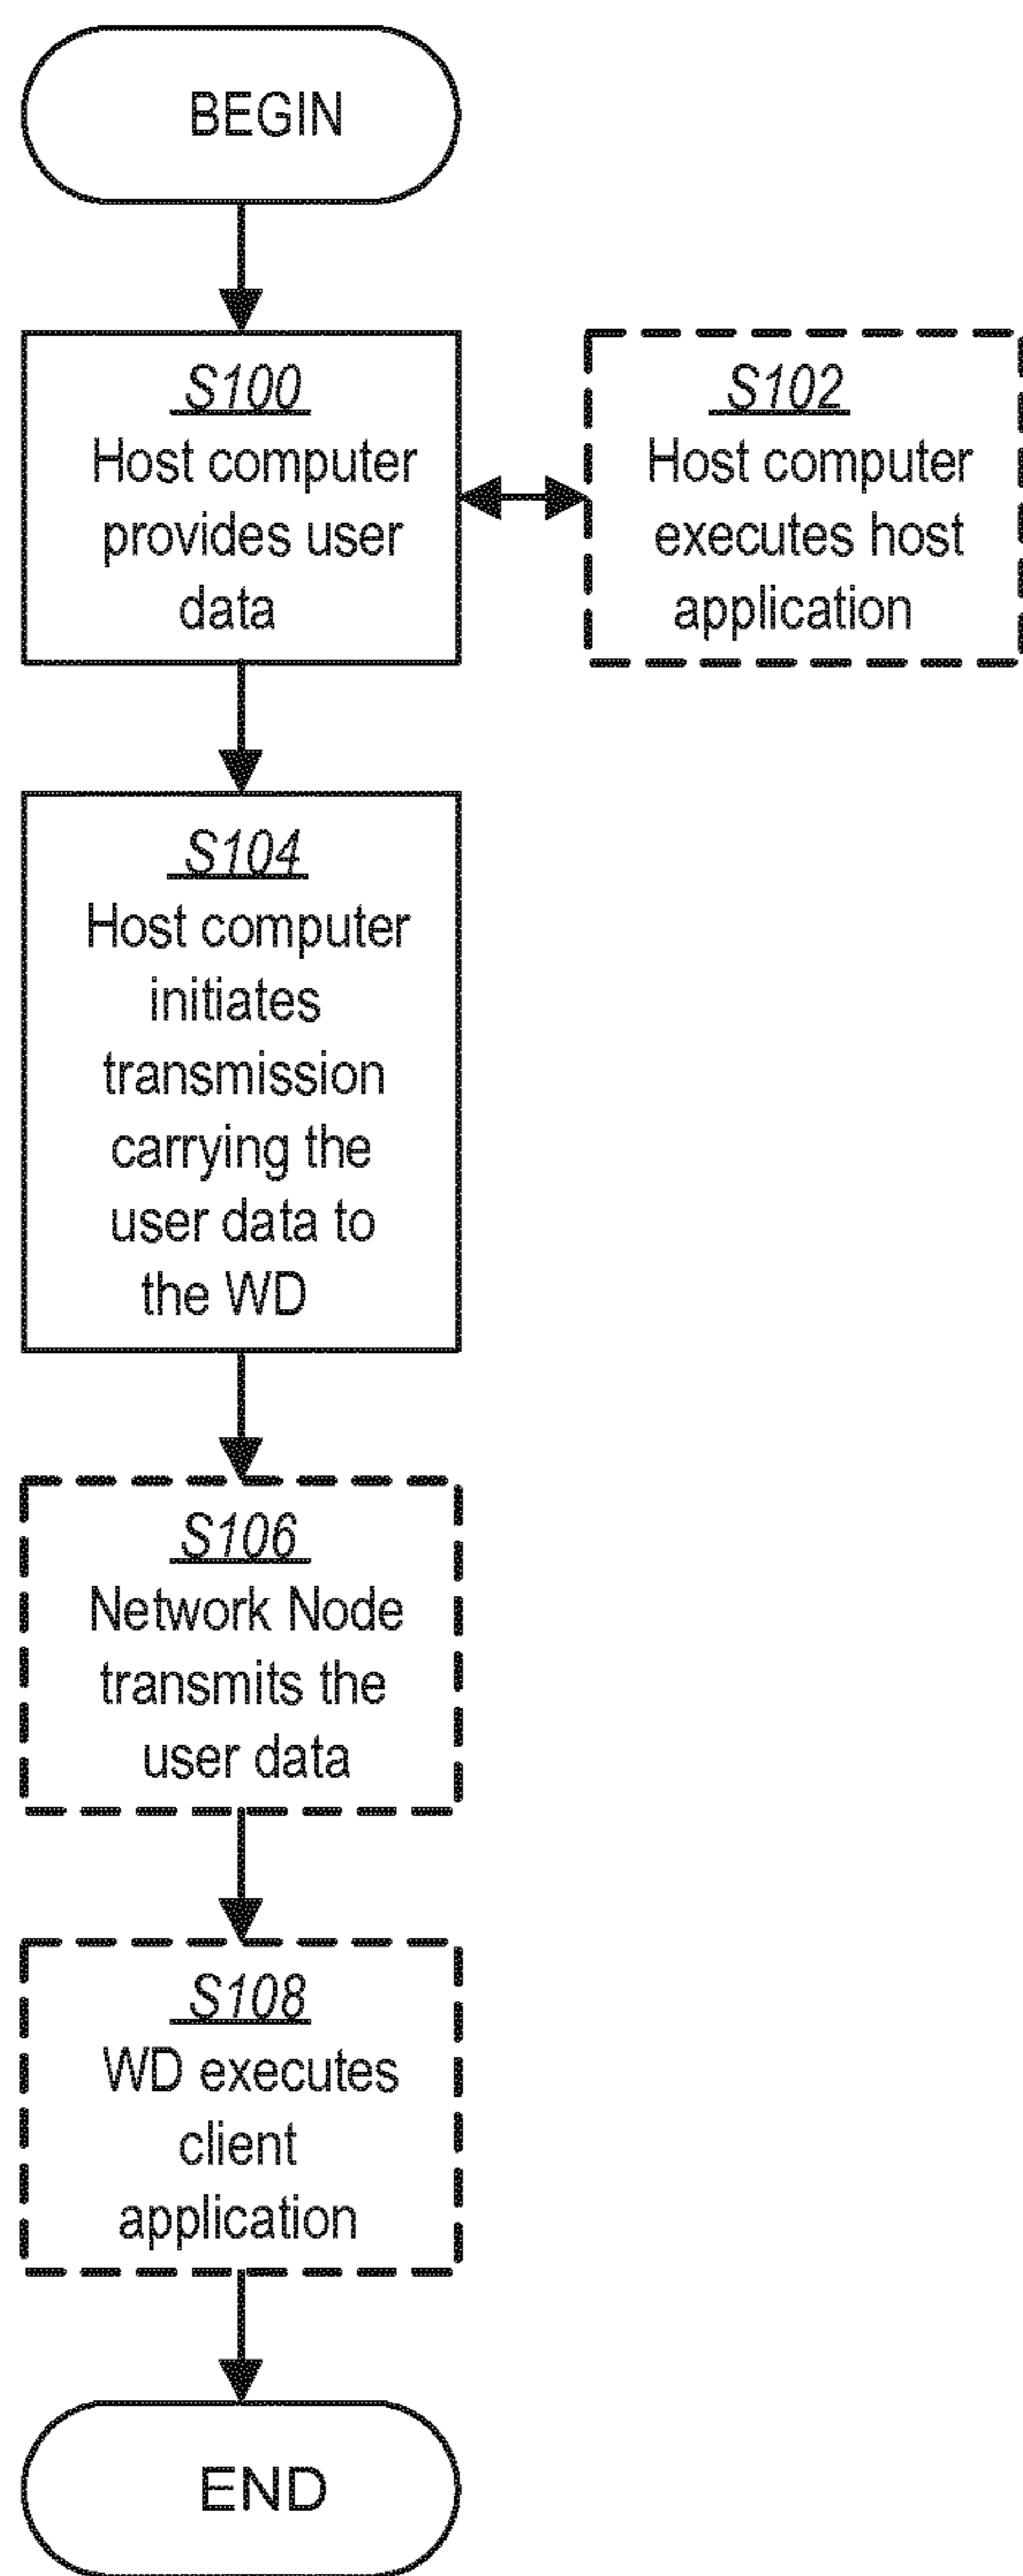 BEGIN
S100
Host computer
provides user
data
S102
Host computer
executes host
application
S104
Host computer
initiates
transmission
carrying the
user data to
the WD
S106
Network Node
transmits the
user data
S108
WD executes
client
application
END